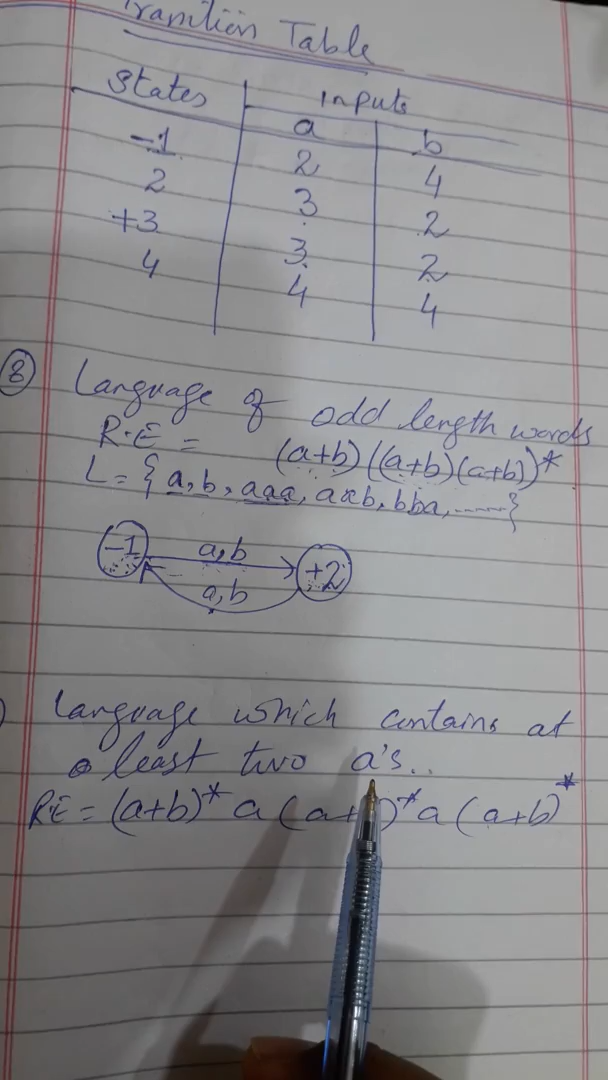 Transition Table
States Inputs
a b
-1 2 4
2 3 2
+3 3 2
4 4 4
8 Language of odd length words
R.E = (a+b) ((a+b)(a+b))*
L = {a, b, aaa, aab, bba, ......}
-1 a,b +2
a,b
Language which contains at
least two a's..
R.E = (a+b)* a (a+ )* a (a+b)*